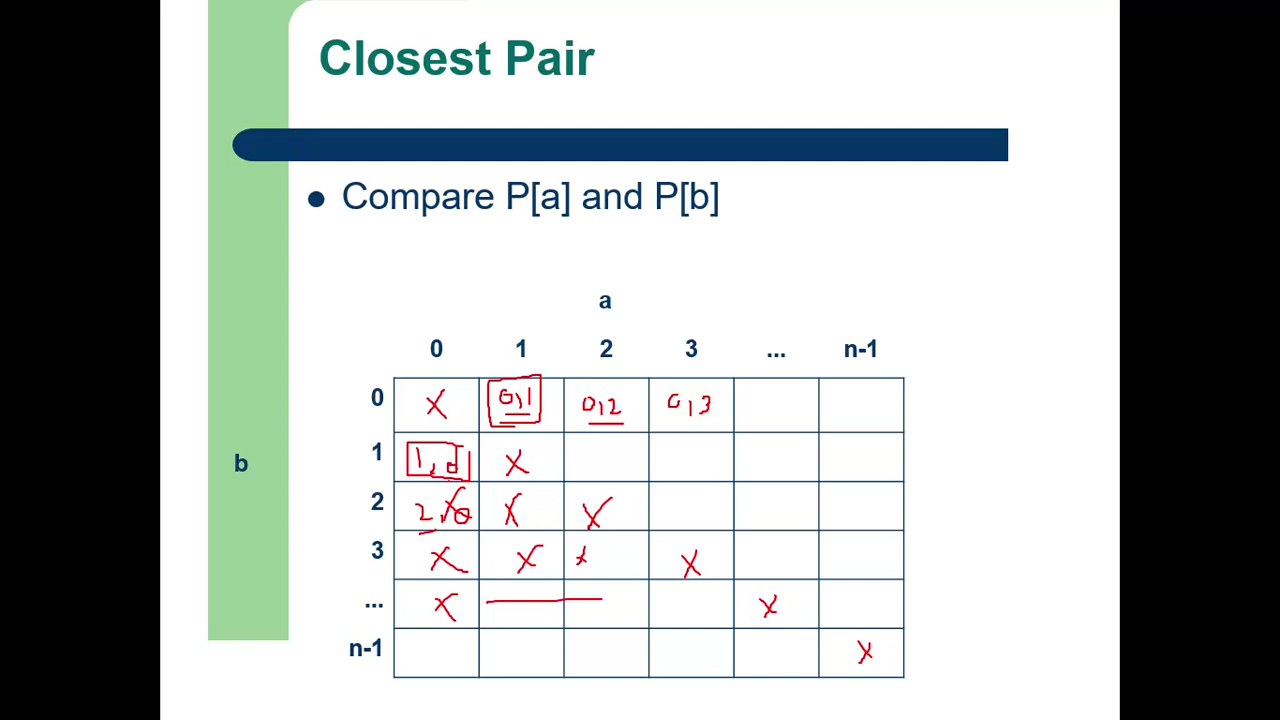 Closest Pair
Compare P[a] and P[b]
a
0 1 2 3 ... n-1
0 X 0,1 0,2 0,3
1 1,0 X
b
2 2,0 X X
3 X X x X
... X X
n-1 X